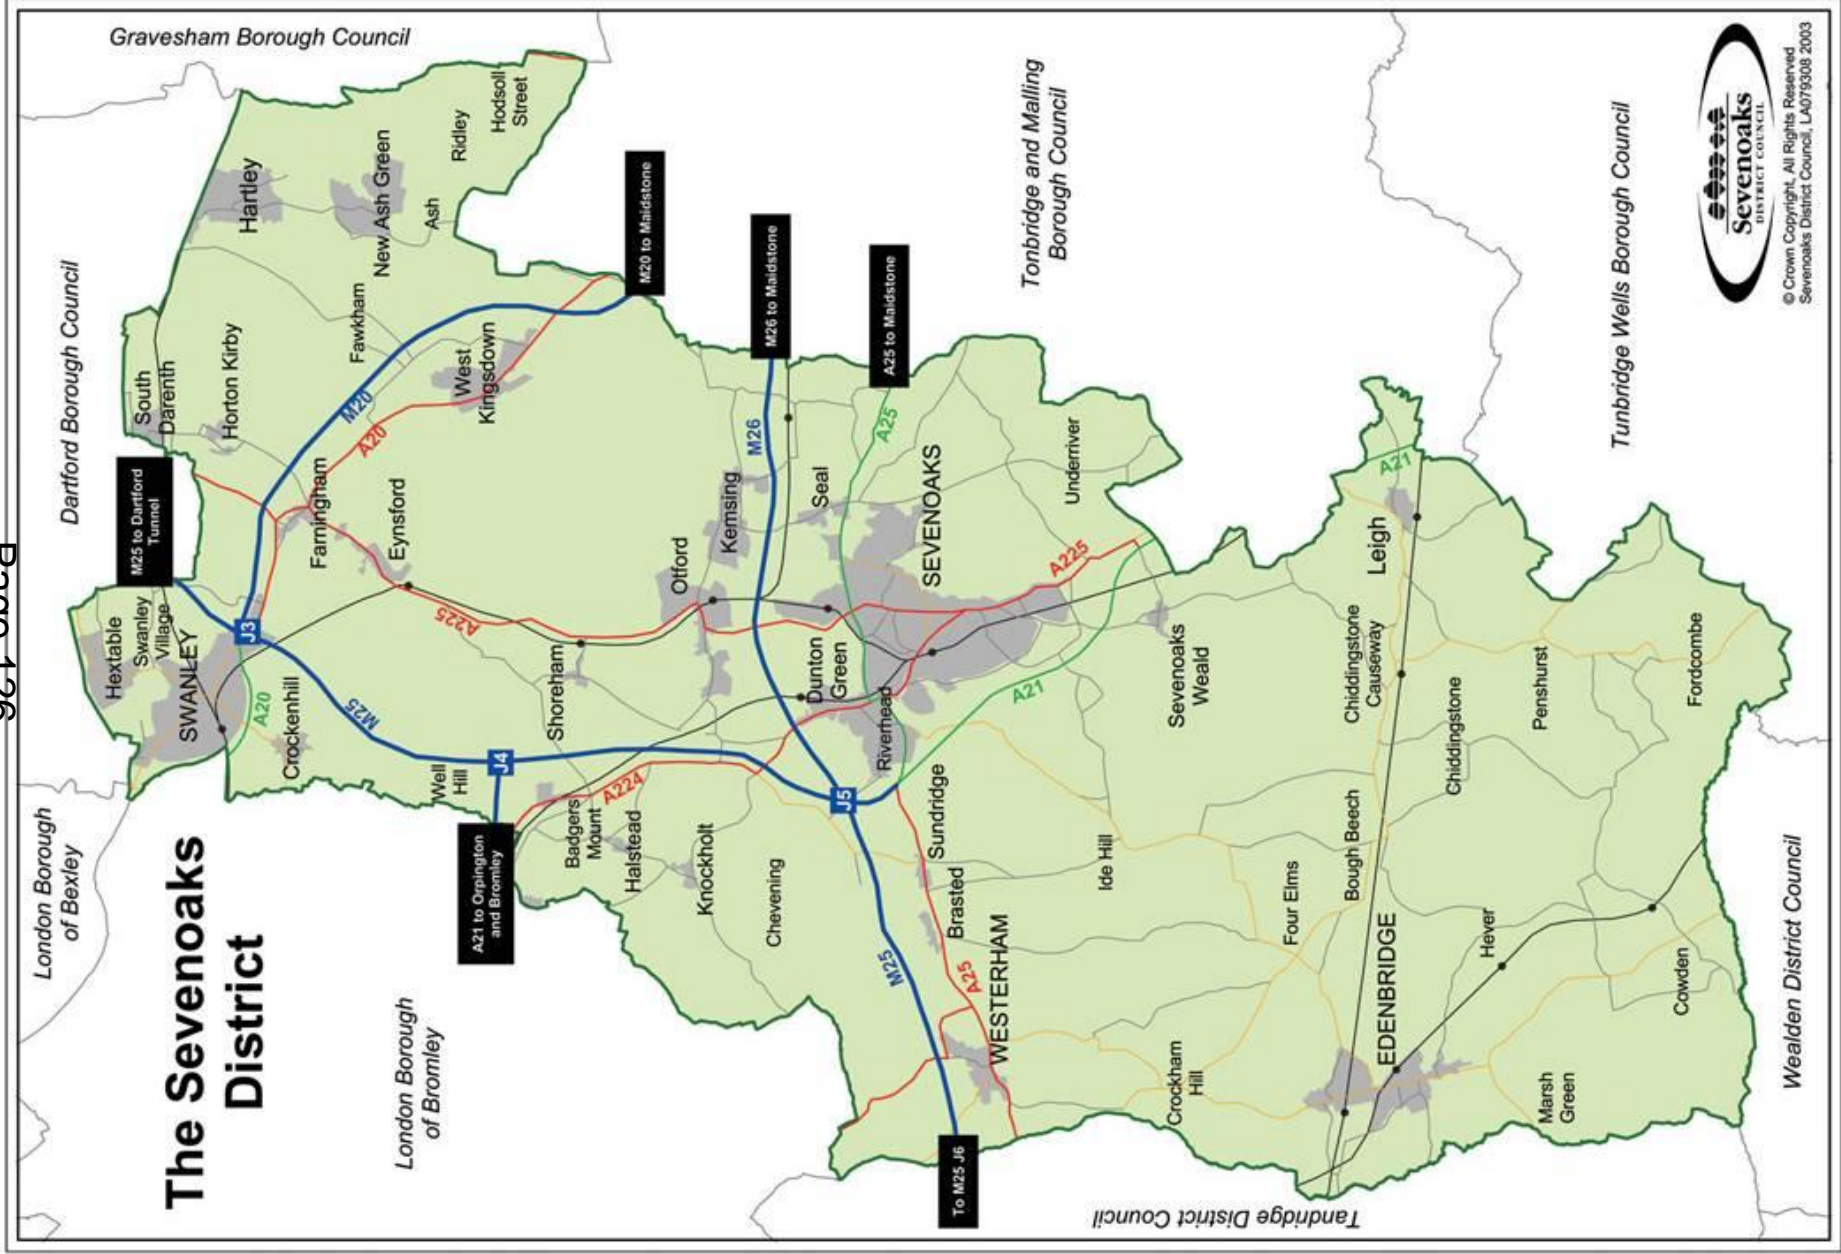 The Sevenoaks
District
London Borough
of Bexley
Dartford Borough Council
Gravesham Borough Council
London Borough
of Bromley
Tonbridge and Malling
Borough Council
Tunbridge Wells Borough Council
Wealden District Council
Tandridge District Council
M25 to Dartford
Tunnel
M20 to Maidstone
M26 to Maidstone
A25 to Maidstone
A21 to Orpington
and Bromley
To M25 J6
Hextable
Swanley
Village
SWANLEY
J3
A20
Crockenhill
M25
South
Darenth
Horton Kirby
Hartley
Fawkham
New Ash Green
Ash
Ridley
Hodsoll
Street
M20
A20
West
Kingsdown
Farningham
Eynsford
A225
Well
Hill
J4
Shoreham
Badgers
Mount
A224
Halstead
Knockholt
Chevening
Otford
Kemsing
M26
Seal
A25
SEVENOAKS
Dunton
Green
Riverhead
J5
Sundridge
Brasted
M25
A25
WESTERHAM
A21
A225
Underriver
Sevenoaks
Weald
Ide Hill
Crockham
Hill
Four Elms
Bough Beech
Chiddingstone
Causeway
Leigh
A21
EDENBRIDGE
Chiddingstone
Hever
Penshurst
Marsh
Green
Cowden
Fordcombe
Sevenoaks
DISTRICT COUNCIL
© Crown Copyright, All Rights Reserved
Sevenoaks District Council, LA079308 2003